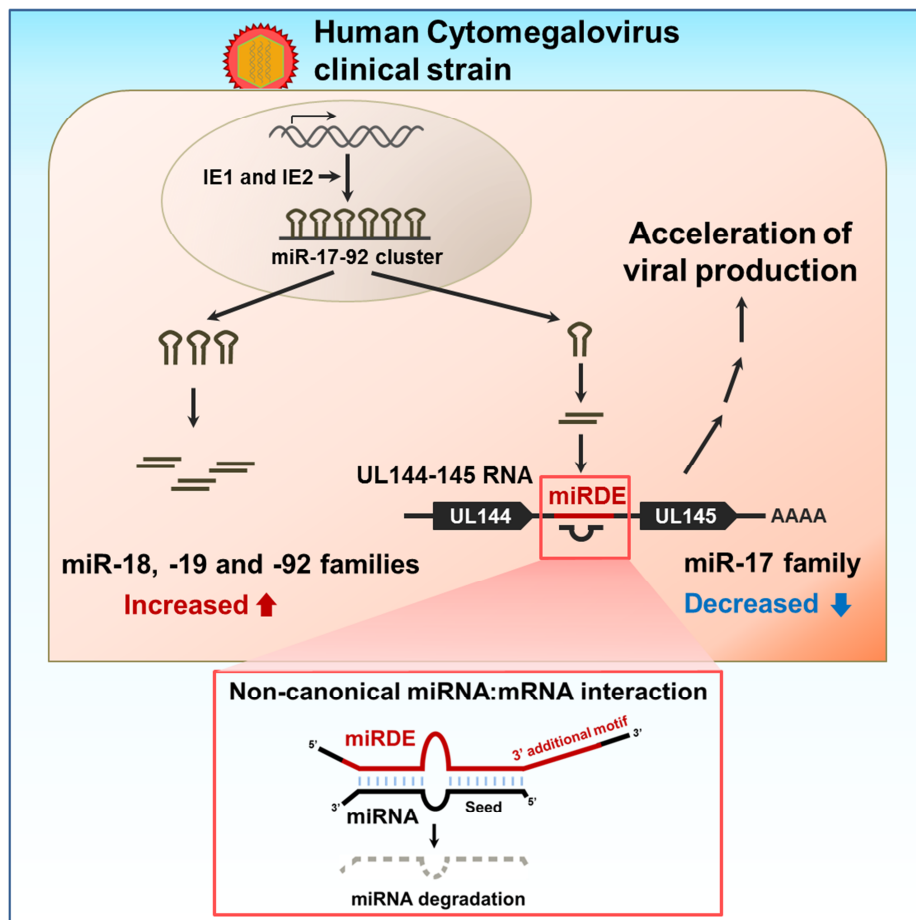 Human Cytomegalovirus
clinical strain
IE1 and IE2
miR-17-92 cluster
Acceleration of
viral production
UL144-145 RNA
miRDE
UL144
UL145
AAAA
miR-18, -19 and -92 families
Increased
miR-17 family
Decreased
Non-canonical miRNA:mRNA interaction
5’
miRDE
3’ additional motif
3’
3’
miRNA
Seed
5’
miRNA degradation